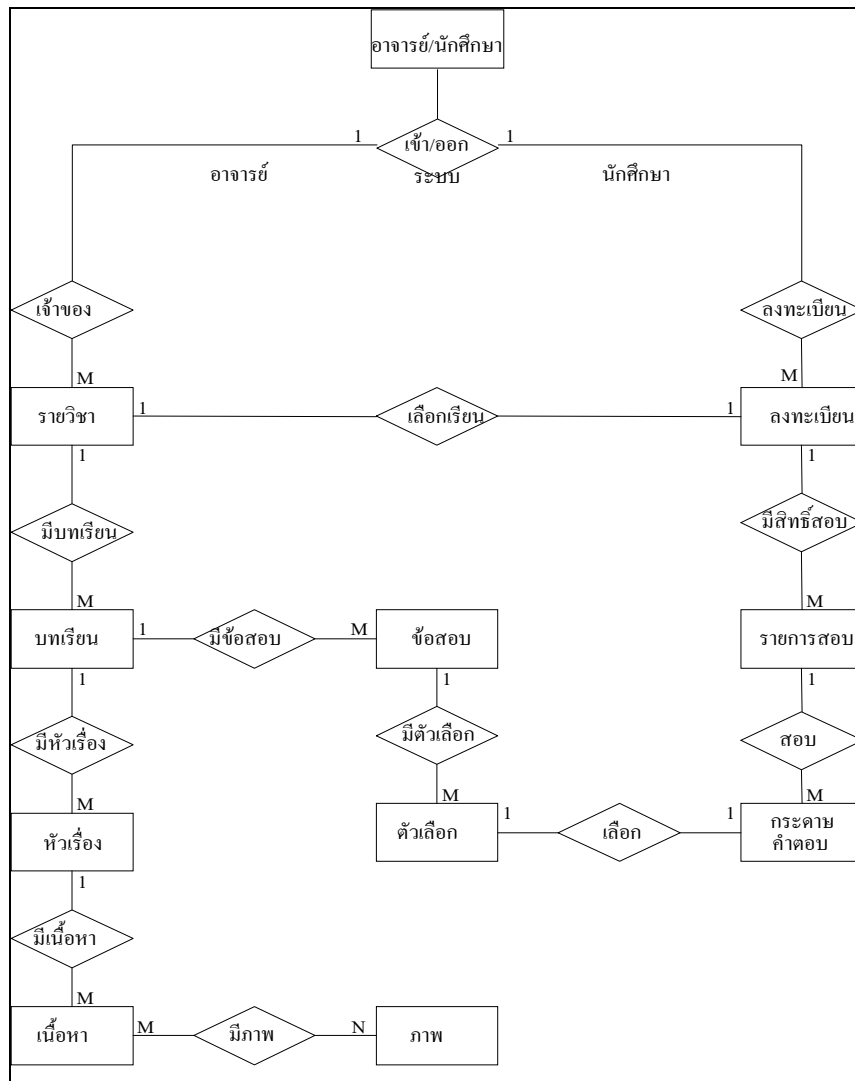 อาจารย์/นักศึกษา
1
เข้า/ออก
1
อาจารย์
ระบบ
นักศึกษา
เจ้าของ
ลงทะเบียน
M
M
รายวิชา
1
เลือกเรียน
1
ลงทะเบียน
1
1
มีบทเรียน
มีสิทธิ์สอบ
M
M
บทเรียน
1
มีข้อสอบ
M
ข้อสอบ
รายการสอบ
1
1
1
มีหัวเรื่อง
มีตัวเลือก
สอบ
M
M
M
หัวเรื่อง
ตัวเลือก
1
เลือก
1
กระดาษ
คำตอบ
1
มีเนื้อหา
M
เนื้อหา
M
มีภาพ
N
ภาพ